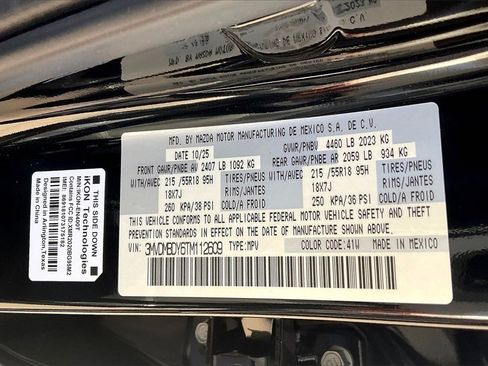 MFD. BY MAZDA MOTOR MANUFACTURING DE MEXICO S.A. DE C.V.
DATE 10/25 GVWR/PNBV 4460 LB 2023 KG
FRONT GAWR/PNBE AV 2407 LB 1092 KG REAR GAWR/PNBE AR 2059 LB 934 KG
WITH/AVEC 215/55R18 95H TIRES/PNEUS WITH/AVEC 215/55R18 95H TIRES/PNEUS
18X7J RIMS/JANTES 18X7J RIMS/JANTES
260 KPA/38 PSI COLD/A FROID 250 KPA/36 PSI COLD/A FROID
THIS VEHICLE CONFORMS TO ALL APPLICABLE FEDERAL MOTOR VEHICLE SAFETY, BUMPER, AND
THEFT PREVENTION STANDARDS IN EFFECT ON THE DATE OF MANUFACTURE SHOWN ABOVE.
VIN: 3MVDMBDY6TM112609 TYPE: MPV COLOR CODE: 41W MADE IN MEXICO
THIS SIDE DOWN
iKON Technologies
Designed in Arlington, Texas
Made in China